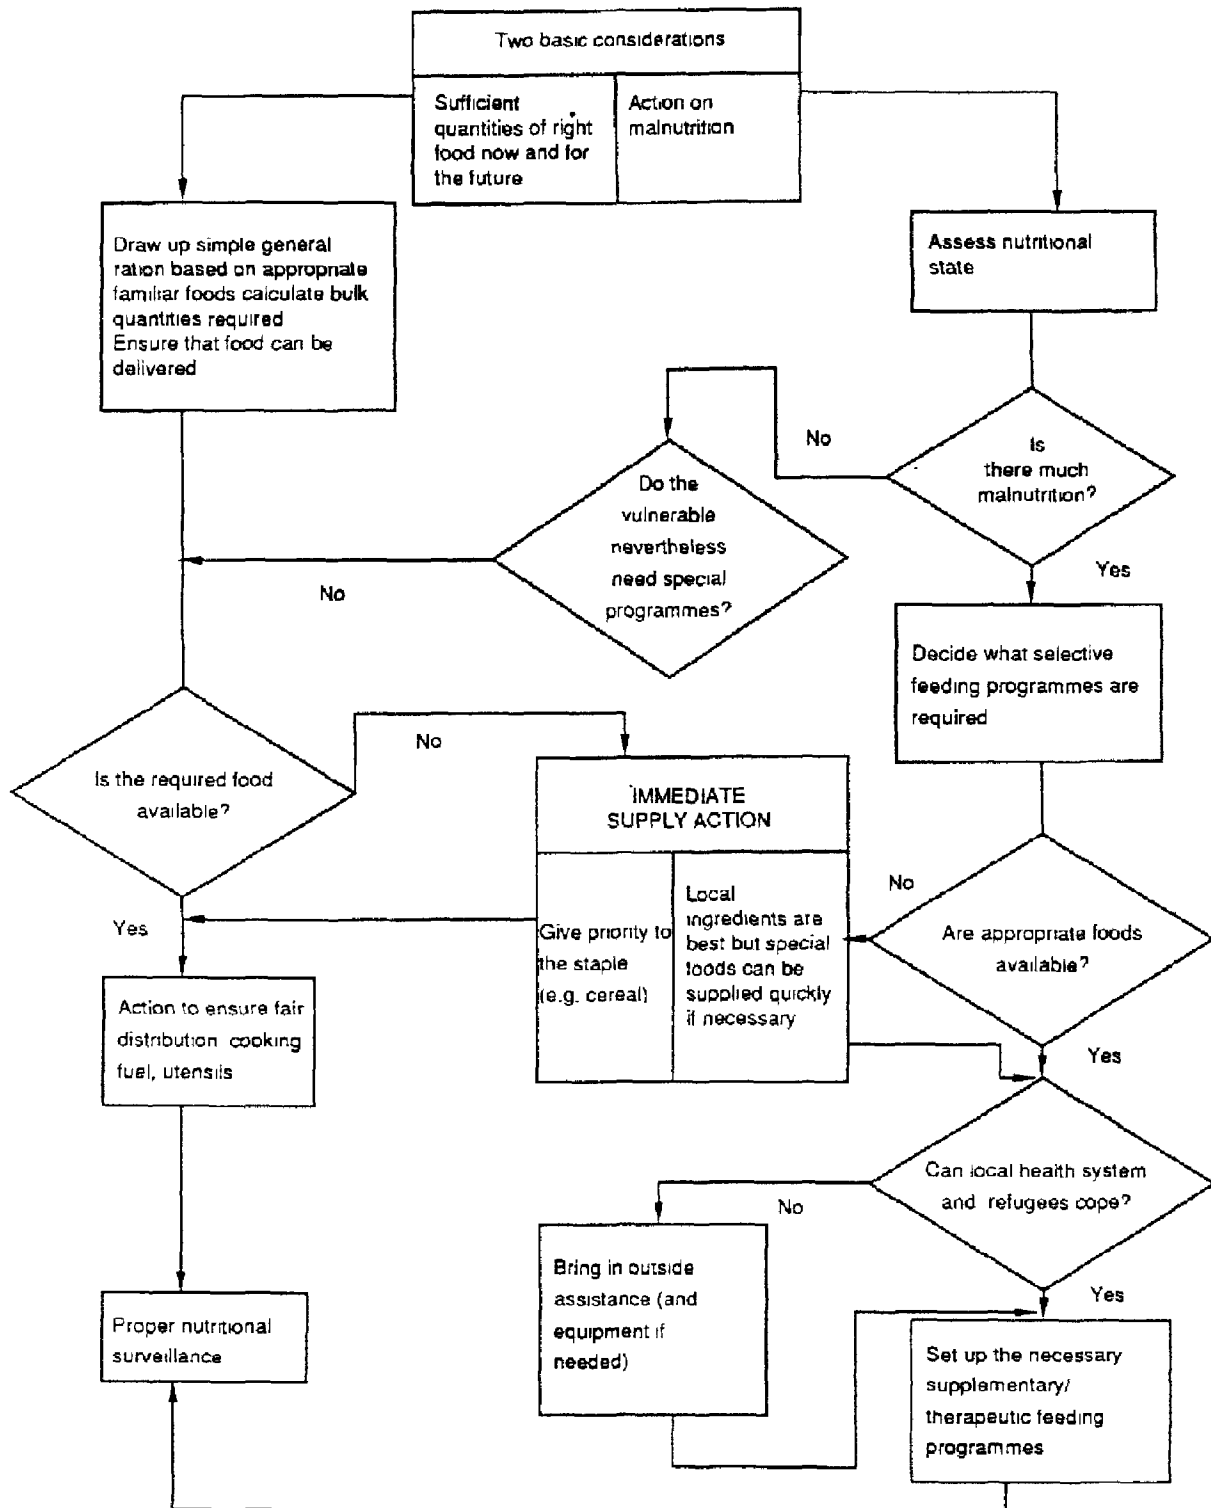 Two basic considerations
Sufficient
quantities of right
food now and for
the future
Action on
malnutrition
Draw up simple general
ration based on appropriate
familiar foods calculate bulk
quantities required
Ensure that food can be
delivered
Assess nutritional
state
Is
there much
malnutrition?
No
Do the
vulnerable
nevertheless
need special
programmes?
No
Yes
Decide what selective
feeding programmes are
required
Is the required food
available?
No
IMMEDIATE
SUPPLY ACTION
Give priority to
the staple
(e.g. cereal)
Local
ingredients are
best but special
foods can be
supplied quickly
if necessary
No
Are appropriate foods
available?
Yes
Yes
Action to ensure fair
distribution cooking
fuel, utensils
Can local health system
and refugees cope?
No
Bring in outside
assistance (and
equipment if
needed)
Yes
Proper nutritional
surveillance
Set up the necessary
supplementary/
therapeutic feeding
programmes